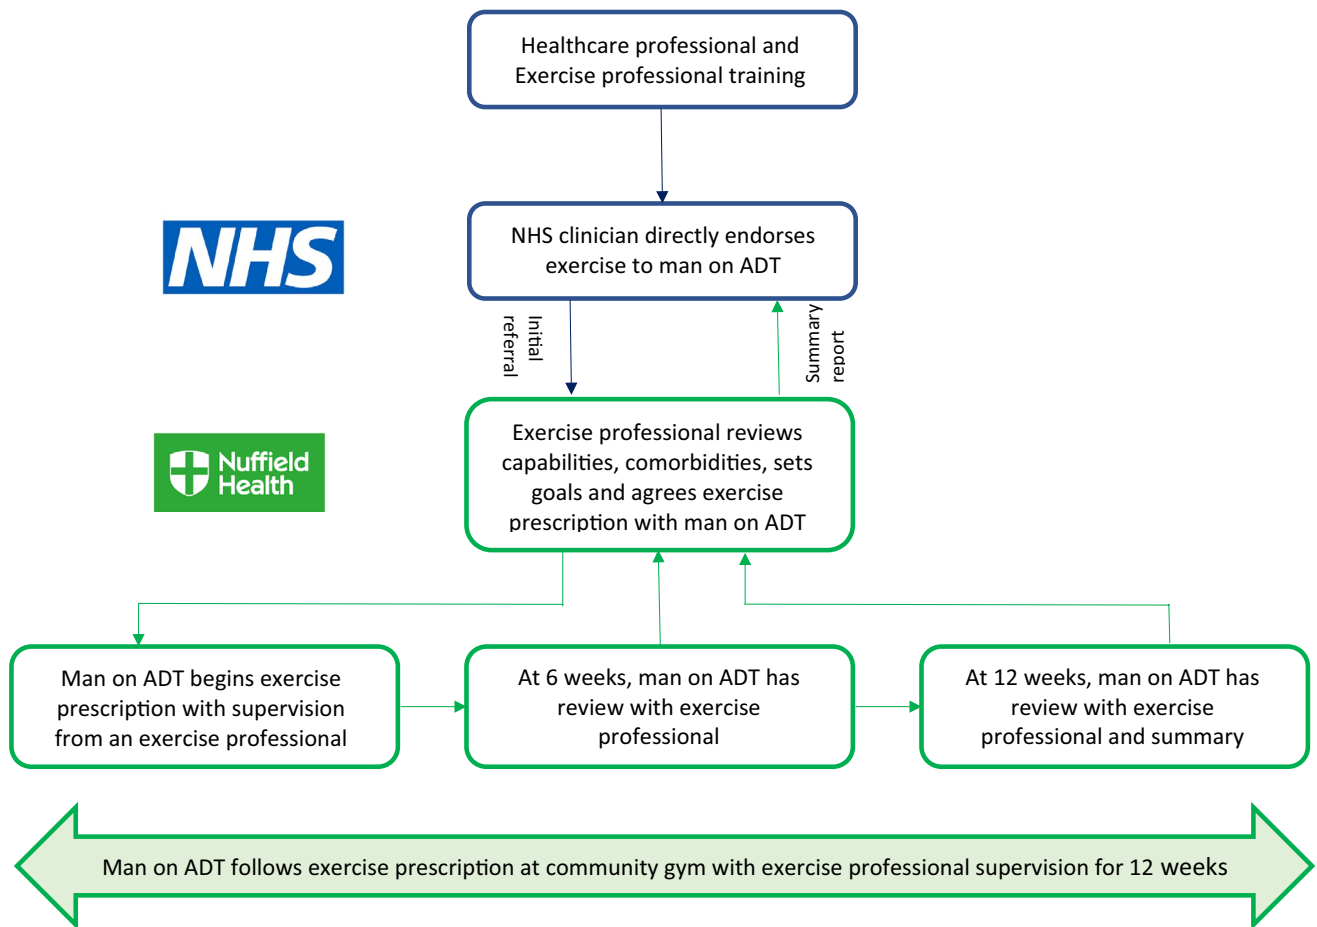 Healthcare professional and
Exercise professional training
NHS
NHS clinician directly endorses
exercise to man on ADT
Initial
referral
Summary
report
Nuffield
Health
Exercise professional reviews
capabilities, comorbidities, sets
goals and agrees exercise
prescription with man on ADT
Man on ADT begins exercise
prescription with supervision
from an exercise professional
At 6 weeks, man on ADT has
review with exercise
professional
At 12 weeks, man on ADT has
review with exercise
professional and summary
Man on ADT follows exercise prescription at community gym with exercise professional supervision for 12 weeks